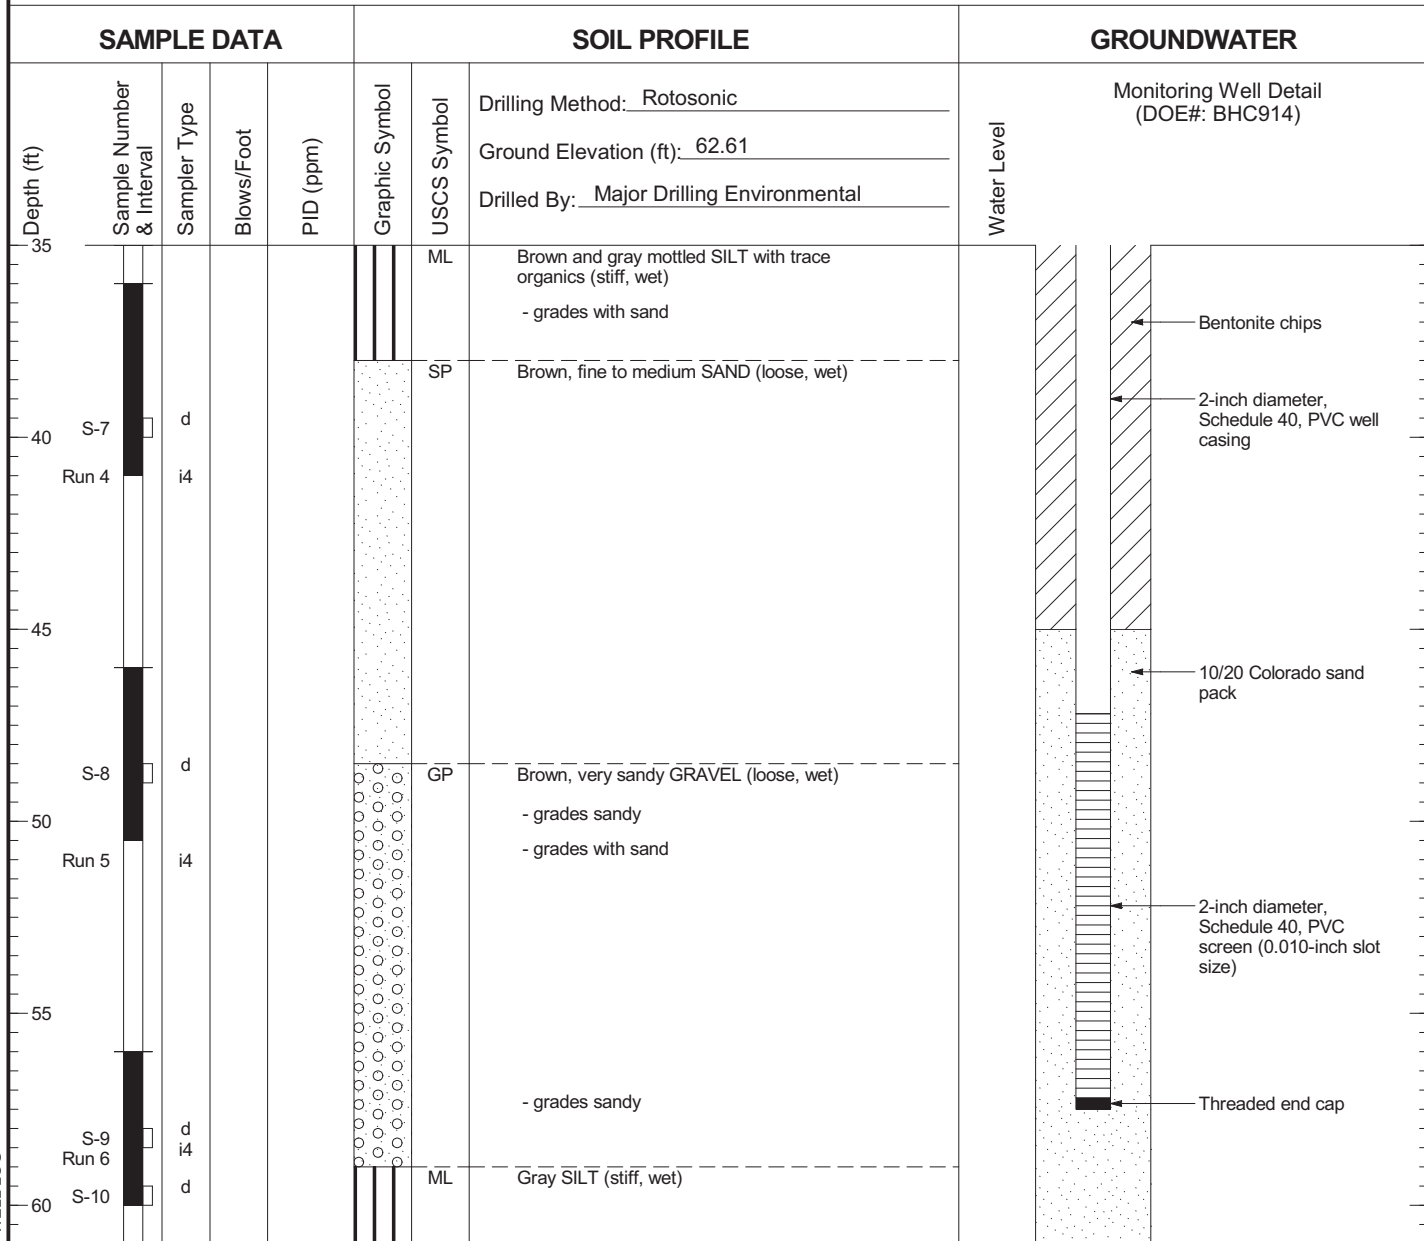 SAMPLE DATA
SOIL PROFILE
GROUNDWATER
Depth (ft)
Sample Number
& Interval
Sampler Type
Blows/Foot
PID (ppm)
Graphic Symbol
USCS Symbol
Drilling Method: Rotosonic
Ground Elevation (ft): 62.61
Drilled By: Major Drilling Environmental
Water Level
Monitoring Well Detail
(DOE#: BHC914)
35
ML
Brown and gray mottled SILT with trace
organics (stiff, wet)
- grades with sand
Bentonite chips
SP
Brown, fine to medium SAND (loose, wet)
2-inch diameter,
Schedule 40, PVC well
casing
S-7
d
40
Run 4
i4
45
10/20 Colorado sand
pack
S-8
d
GP
Brown, very sandy GRAVEL (loose, wet)
- grades sandy
50
- grades with sand
Run 5
i4
2-inch diameter,
Schedule 40, PVC
screen (0.010-inch slot
size)
55
- grades sandy
Threaded end cap
S-9
d
Run 6
i4
ML
Gray SILT (stiff, wet)
S-10
d
60